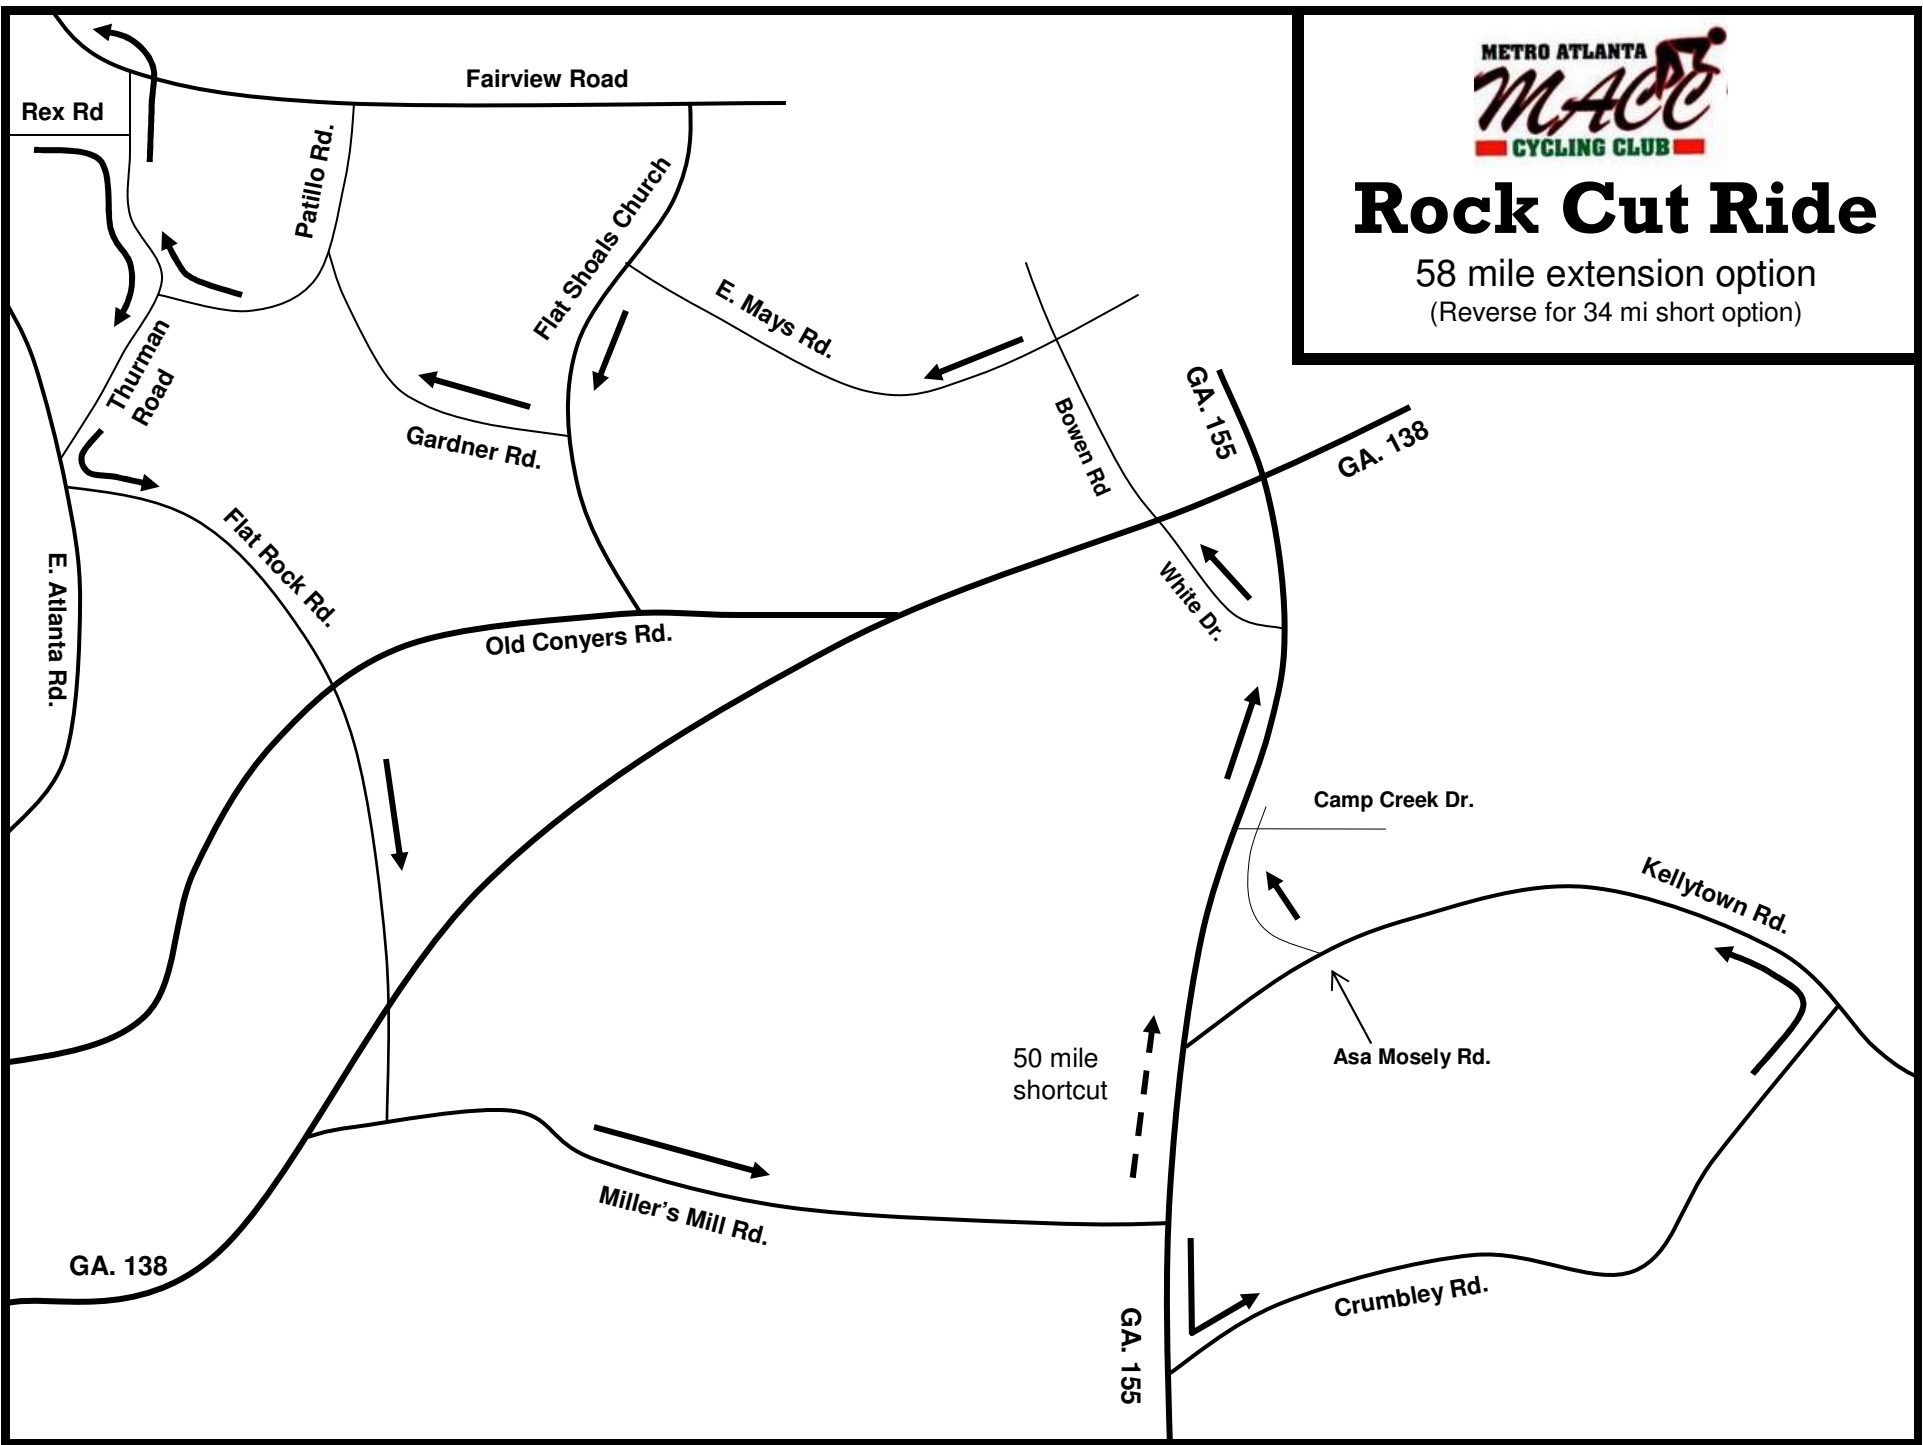 METRO ATLANTA
MACC
CYCLING CLUB
Rock Cut Ride
58 mile extension option
(Reverse for 34 mi short option)
Fairview Road
Rex Rd
Patillo Rd.
Flat Shoals Church
E. Mays Rd.
Thurman
Road
Gardner Rd.
Bowen Rd
GA. 155
GA. 138
Flat Rock Rd.
E. Atlanta Rd.
Old Conyers Rd.
White Dr.
Camp Creek Dr.
Kellytown Rd.
50 mile
shortcut
Asa Mosely Rd.
Miller’s Mill Rd.
GA. 138
Crumbley Rd.
GA. 155